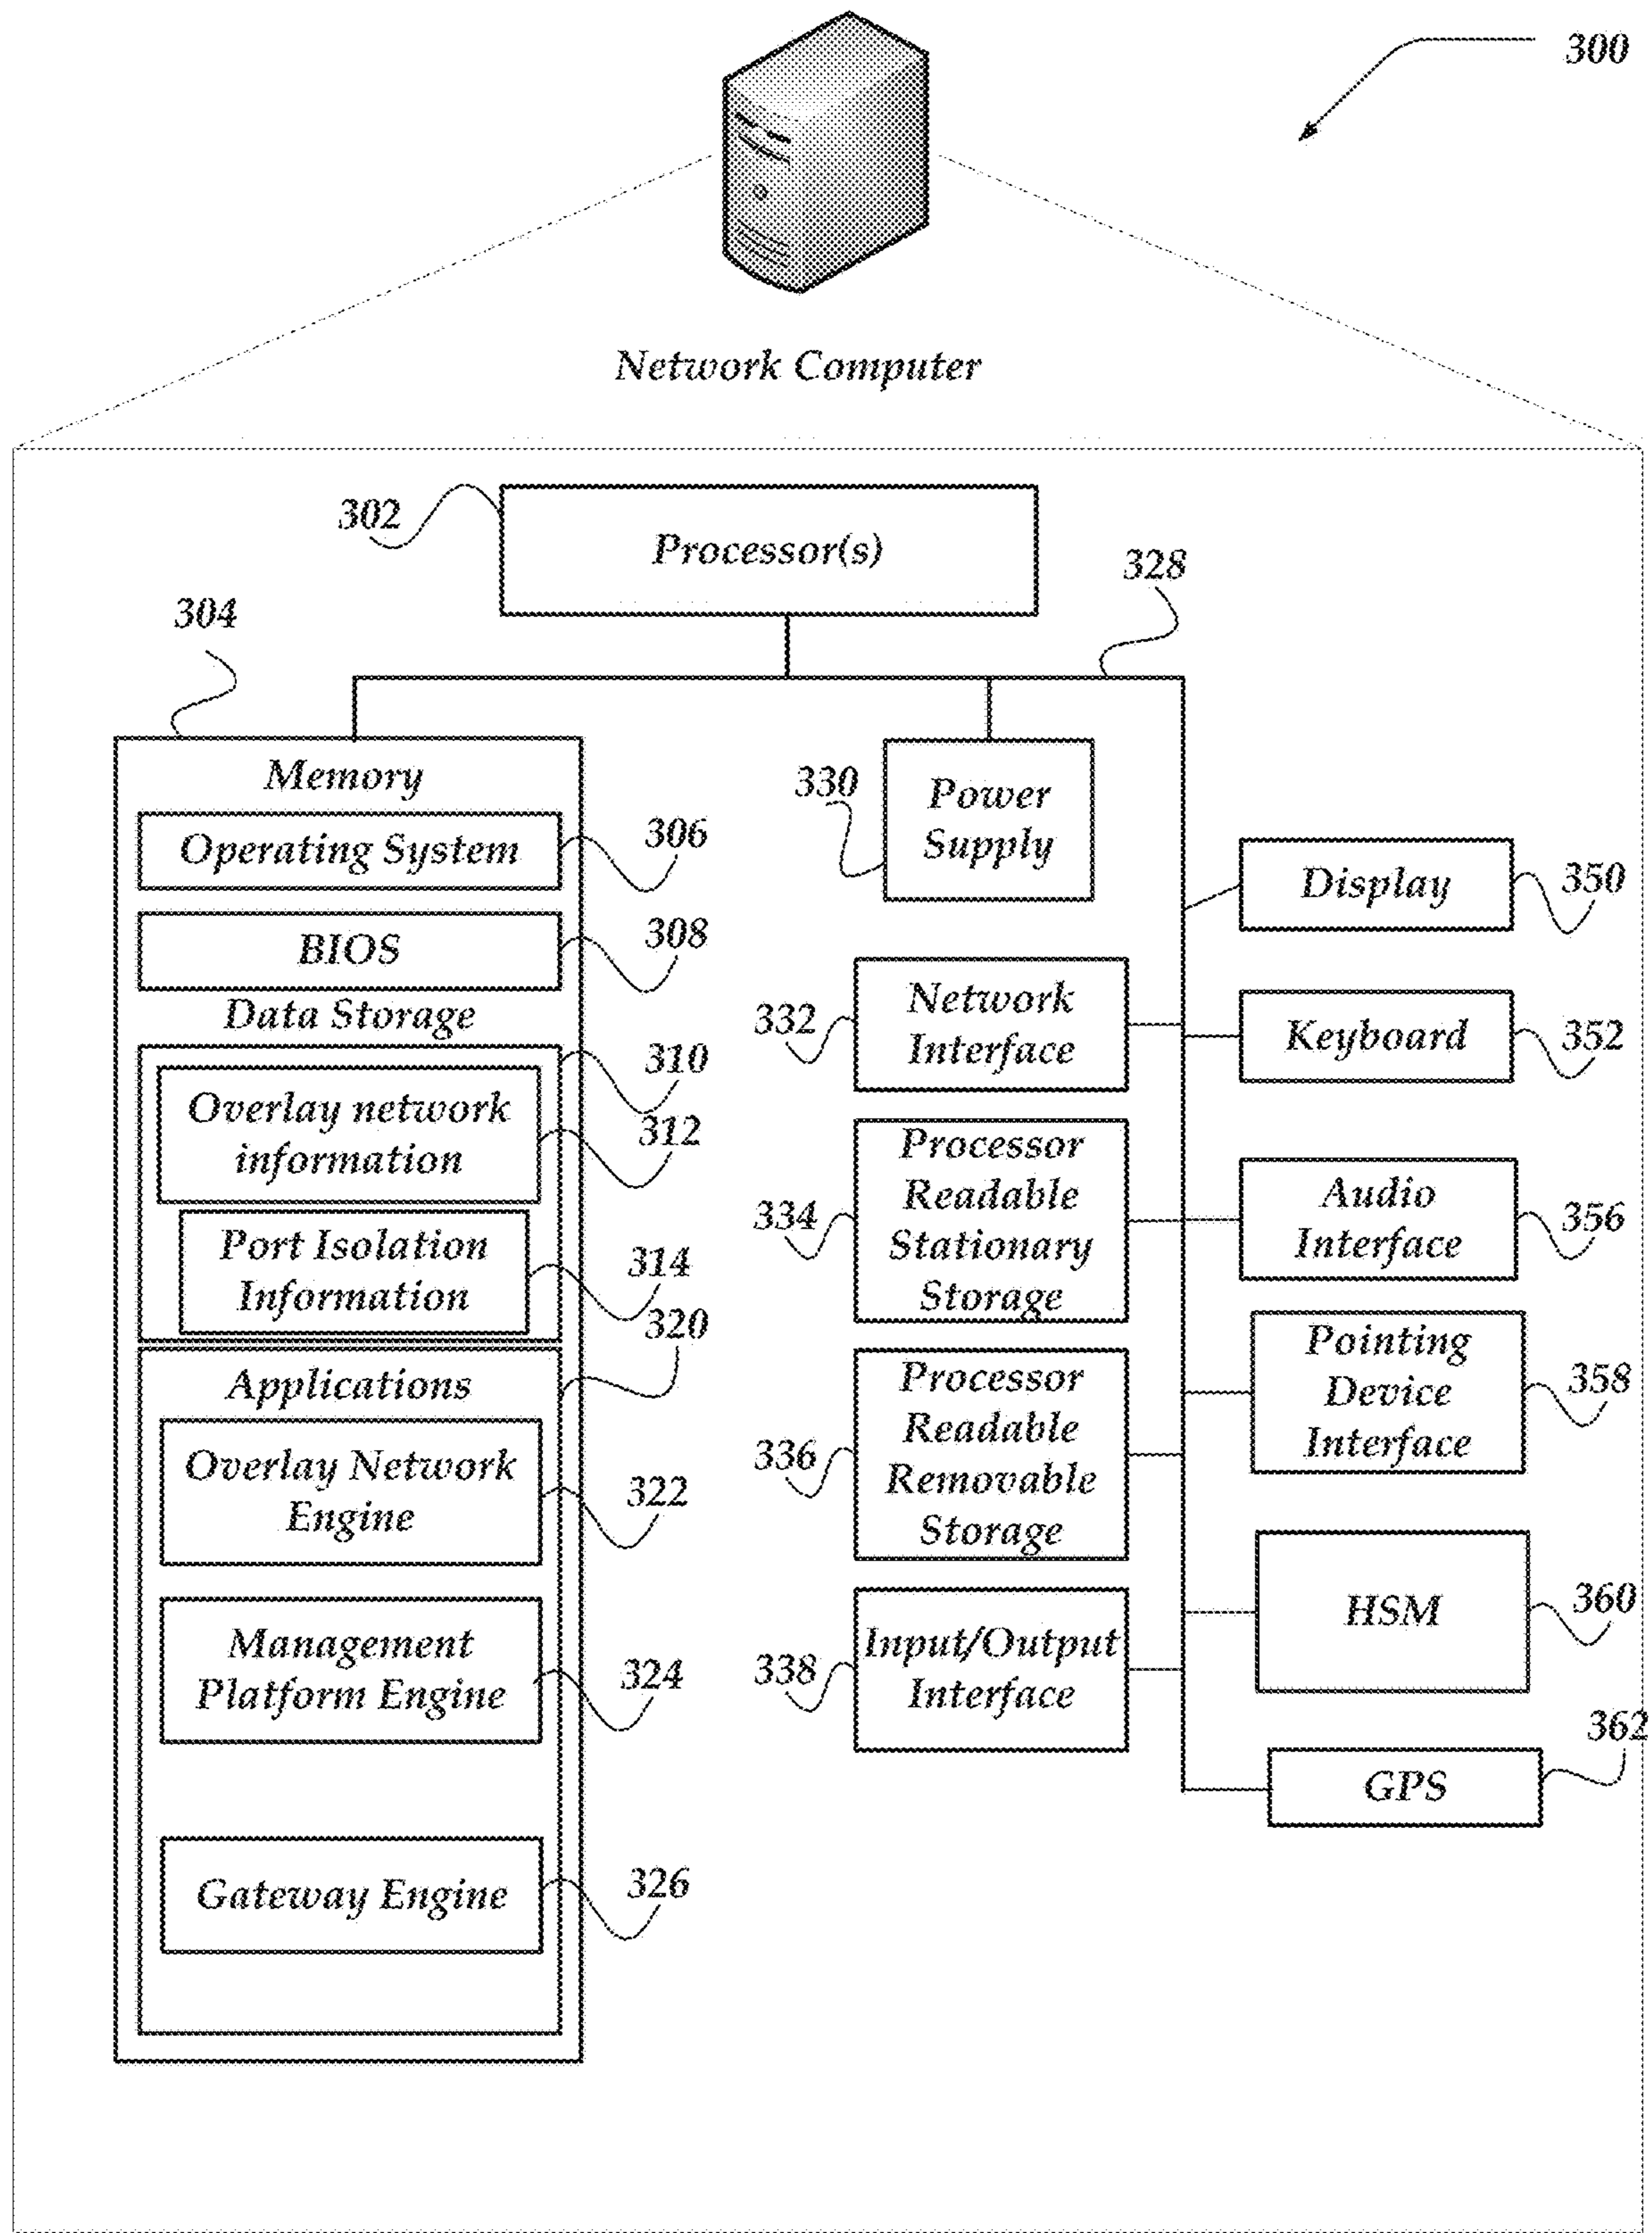 300
Network Computer
302
Processor(s)
328
304
Memory
Operating System
306
BIOS
308
Data Storage
310
Overlay network
information
312
Port Isolation
Information
314
320
Applications
Overlay Network
Engine
322
Management
Platform Engine
324
Gateway Engine
326
330
Power
Supply
332
Network
Interface
334
Processor
Readable
Stationary
Storage
336
Processor
Readable
Removable
Storage
338
Input/Output
Interface
Display
350
Keyboard
352
Audio
Interface
356
Pointing
Device
Interface
358
HSM
360
362
GPS